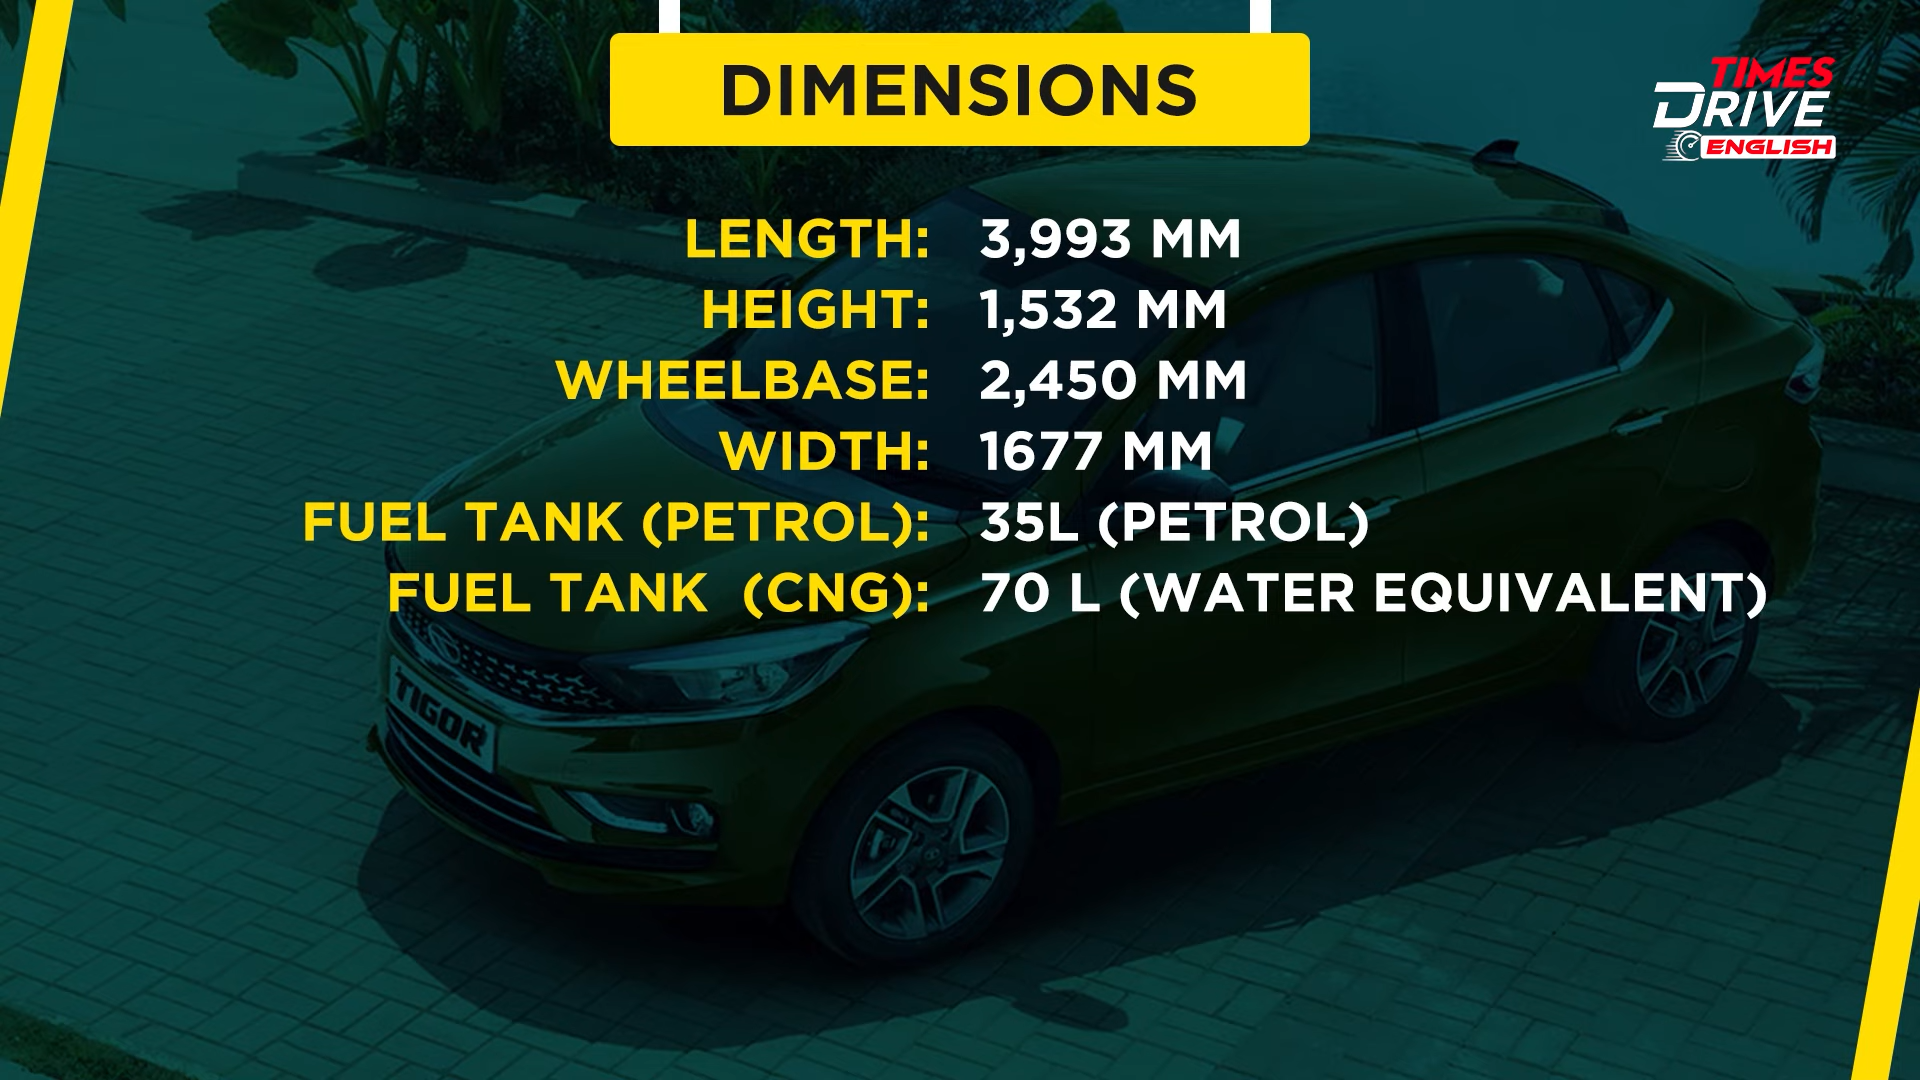 DIMENSIONS
TIMES
DRIVE
ENGLISH
LENGTH: 3,993 MM
HEIGHT: 1,532 MM
WHEELBASE: 2,450 MM
WIDTH: 1677 MM
FUEL TANK (PETROL): 35L (PETROL)
FUEL TANK (CNG): 70 L (WATER EQUIVALENT)
TIGOR